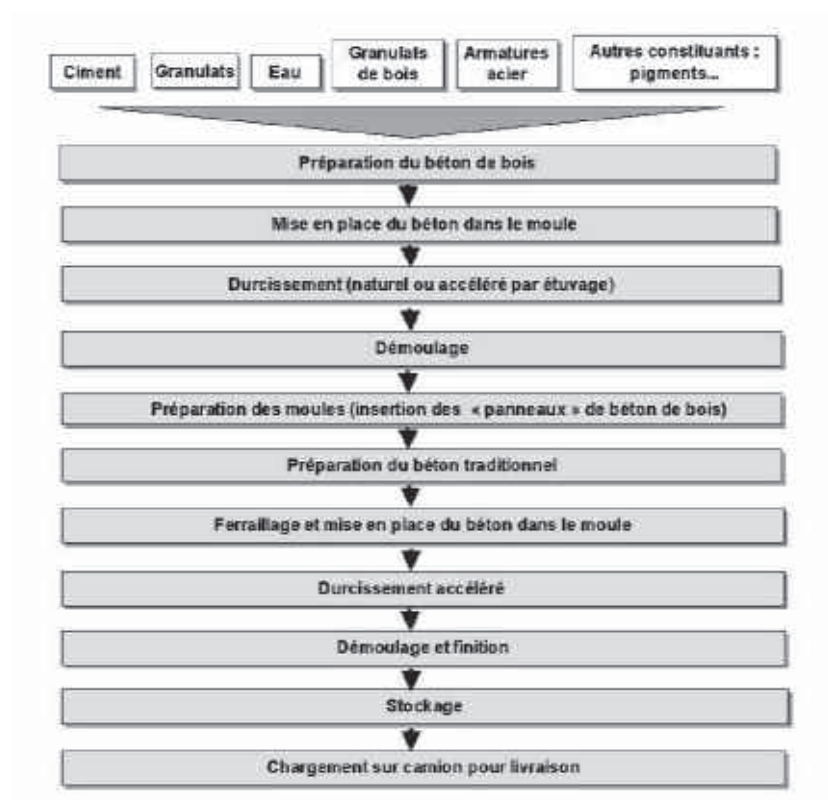 Ciment
Granulats
Eau
Granulats
de bois
Armatures
acier
Autres constituants :
pigments...
Préparation du béton de bois
Mise en place du béton dans le moule
Durcissement (naturel ou accéléré par étuvage)
Démoulage
Préparation des moules (insertion des « panneaux » de béton de bois)
Préparation du béton traditionnel
Ferraillage et mise en place du béton dans le moule
Durcissement accéléré
Démoulage et finition
Stockage
Chargement sur camion pour livraison